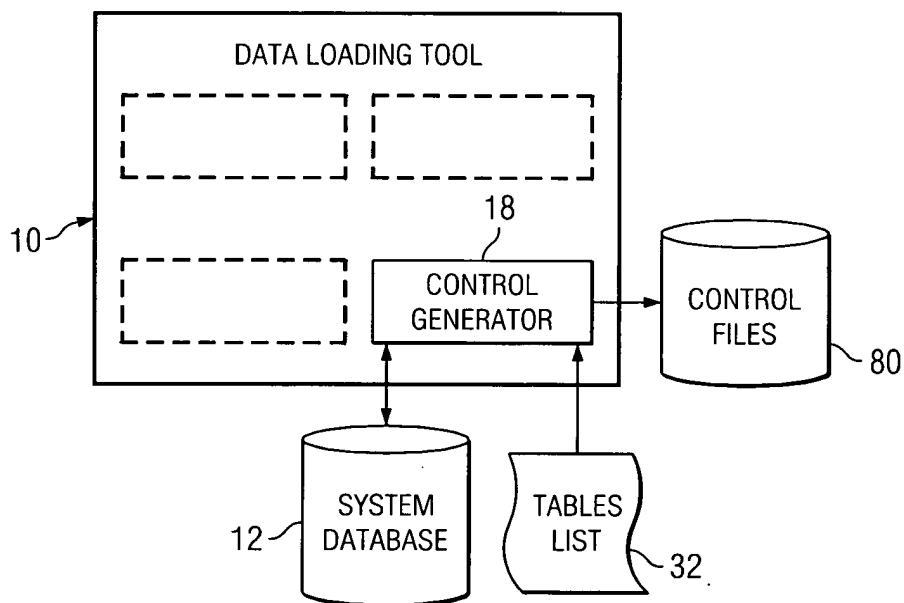 DATA LOADING TOOL
10
18
CONTROL
GENERATOR
CONTROL
FILES
80
12
SYSTEM
DATABASE
TABLES
LIST
32